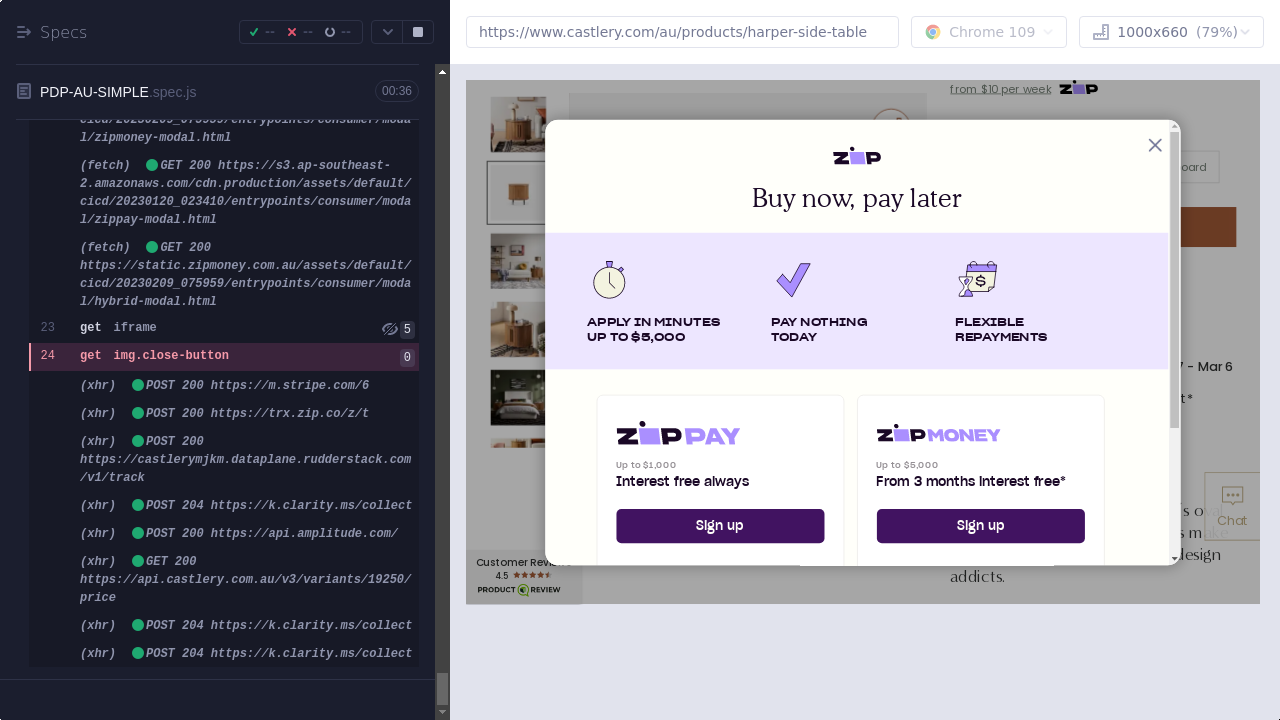 Specs
--
--
--
https://www.castlery.com/au/products/harper-side-table
Chrome 109
1000x660 (79%)
PDP-AU-SIMPLE.spec.js
00:36
cicd/20230209_075959/entrypoints/consumer/moda
l/zipmoney-modal.html
(fetch) GET 200 https://s3.ap-southeast-
2.amazonaws.com/cdn.production/assets/default/
cicd/20230120_023410/entrypoints/consumer/moda
l/zippay-modal.html
(fetch) GET 200
https://static.zipmoney.com.au/assets/default/
cicd/20230209_075959/entrypoints/consumer/moda
l/hybrid-modal.html
23 get iframe 5
24 get img.close-button 0
(xhr) POST 200 https://m.stripe.com/6
(xhr) POST 200 https://trx.zip.co/z/t
(xhr) POST 200
https://castlerymjkm.dataplane.rudderstack.com
/v1/track
(xhr) POST 204 https://k.clarity.ms/collect
(xhr) POST 200 https://api.amplitude.com/
(xhr) GET 200
https://api.castlery.com.au/v3/variants/19250/
price
(xhr) POST 204 https://k.clarity.ms/collect
(xhr) POST 204 https://k.clarity.ms/collect
from $10 per week ZIP
oard
ZIP
Buy now, pay later
APPLY IN MINUTES
UP TO $5,000
PAY NOTHING
TODAY
FLEXIBLE
REPAYMENTS
7 - Mar 6
t*
ZIP PAY
Up to $1,000
Interest free always
Sign up
ZIP MONEY
Up to $5,000
From 3 months interest free*
Sign up
Chat
design
addicts.
Customer Revie
4.5
PRODUCT REVIEW